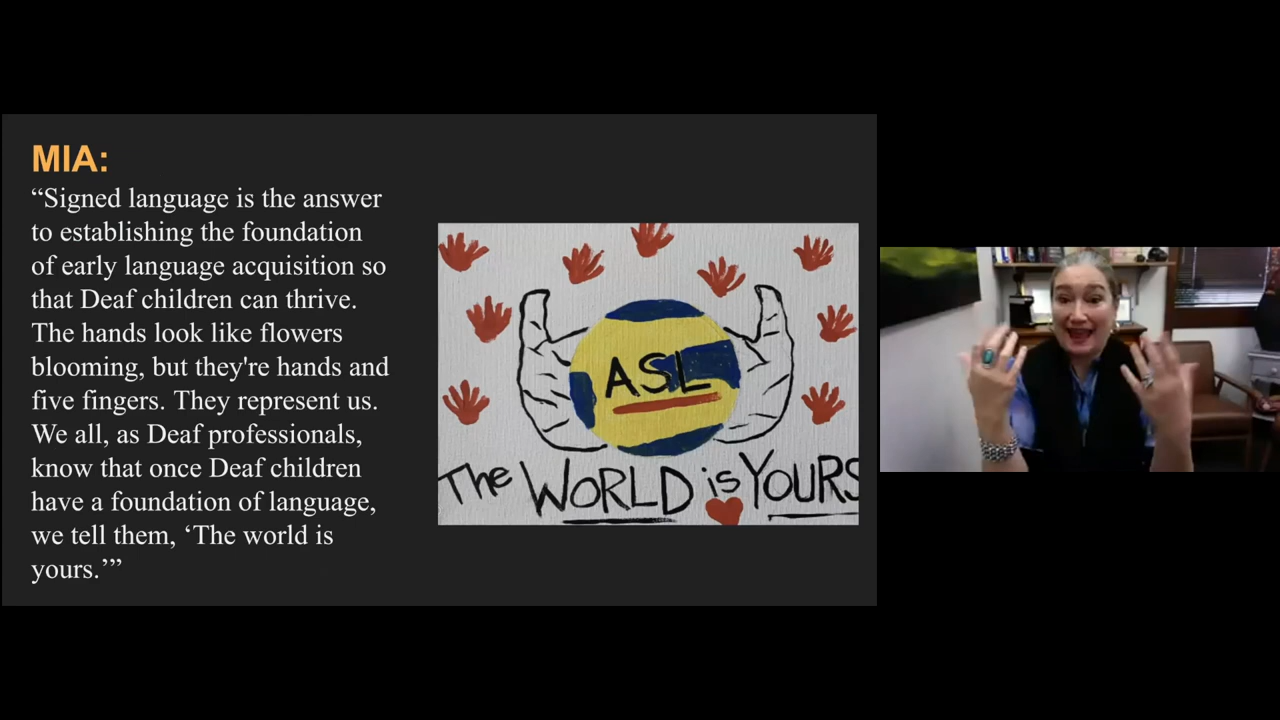 MIA:
“Signed language is the answer
to establishing the foundation
of early language acquisition so
that Deaf children can thrive.
The hands look like flowers
blooming, but they're hands and
five fingers. They represent us.
We all, as Deaf professionals,
know that once Deaf children
have a foundation of language,
we tell them, ‘The world is
yours.’”
ASL
The WORLD is YOURS